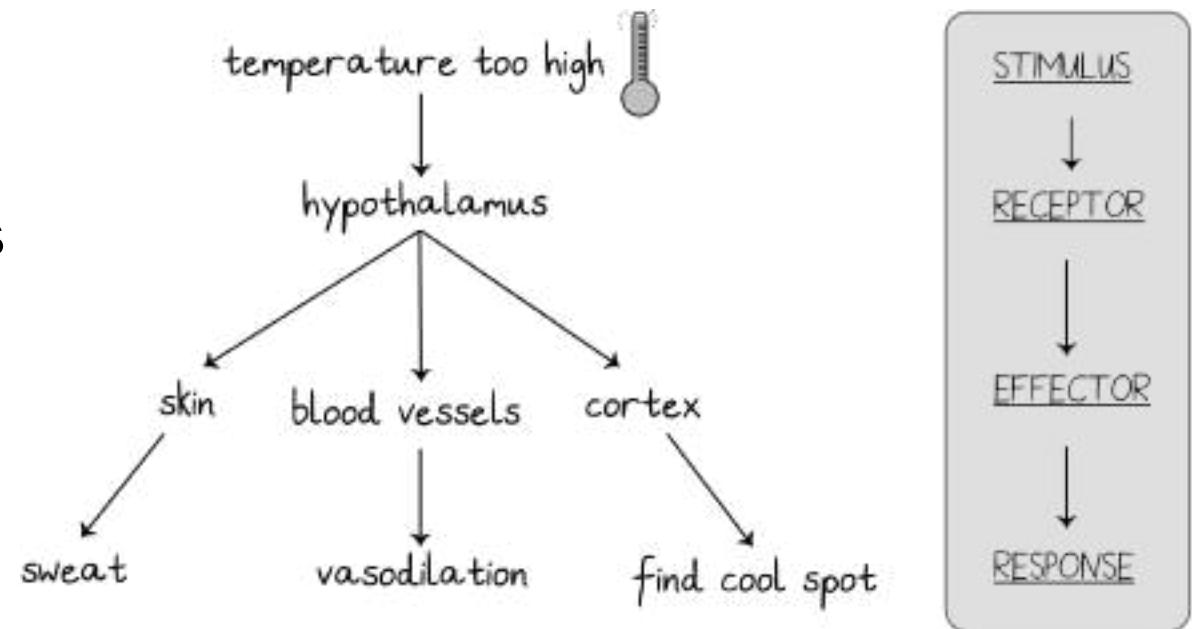 temperature too high
hypothalamus
skin blood vessels cortex
sweat vasodilation find cool spot
STIMULUS
RECEPTOR
EFFECTOR
RESPONSE